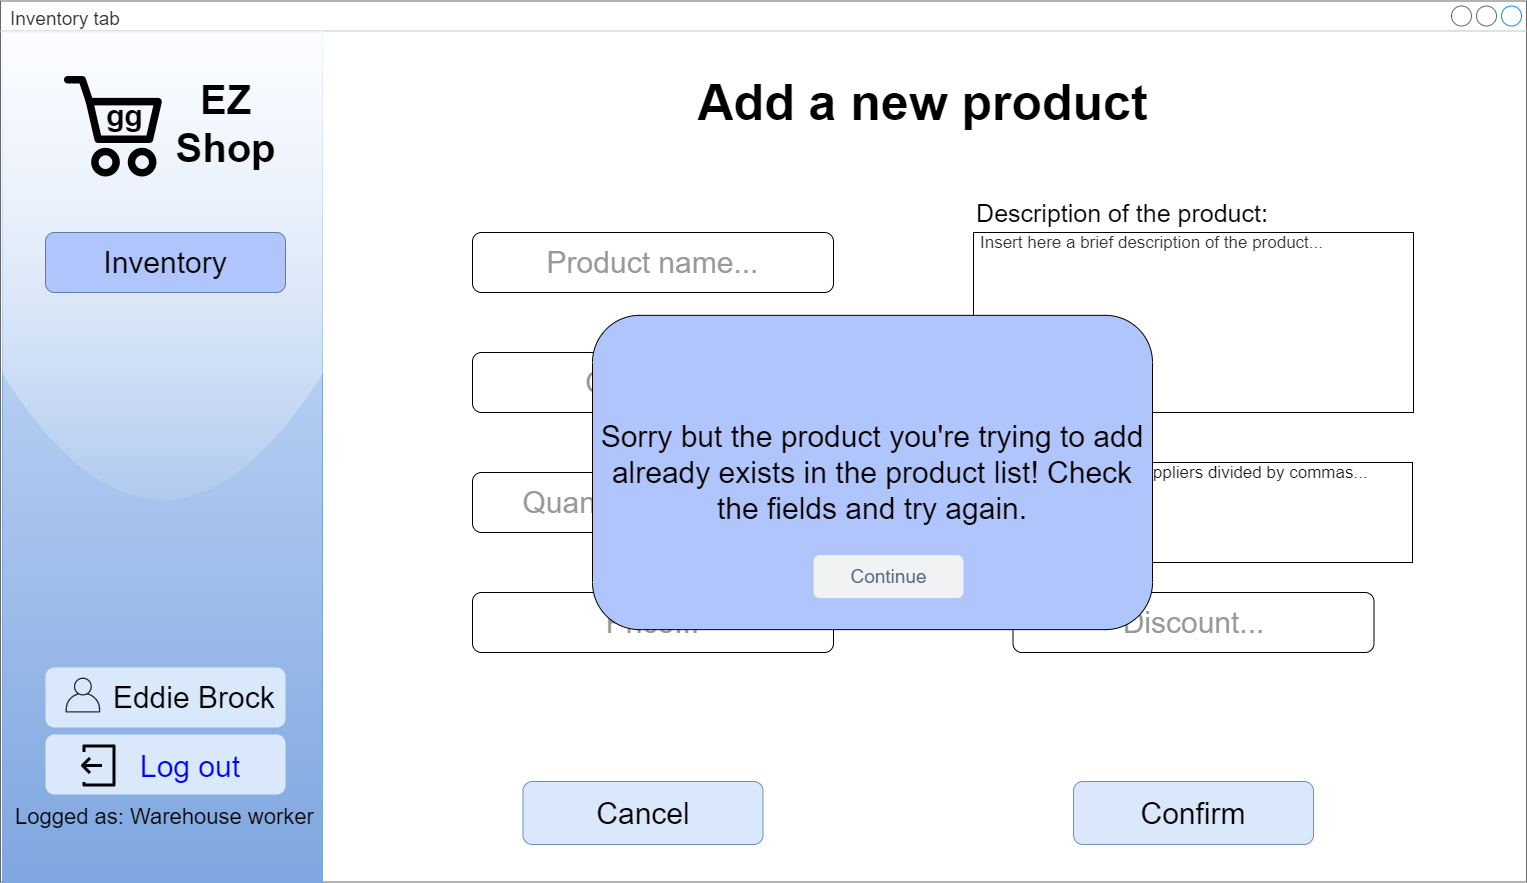 Inventory tab
gg
EZ
Shop
Inventory
Eddie Brock
Log out
Logged as: Warehouse worker
Add a new product
Product name...
Description of the product:
Insert here a brief description of the product...
divided by commas...
Discount...
Sorry but the product you're trying to add
already exists in the product list! Check
the fields and try again.
Continue
Cancel
Confirm